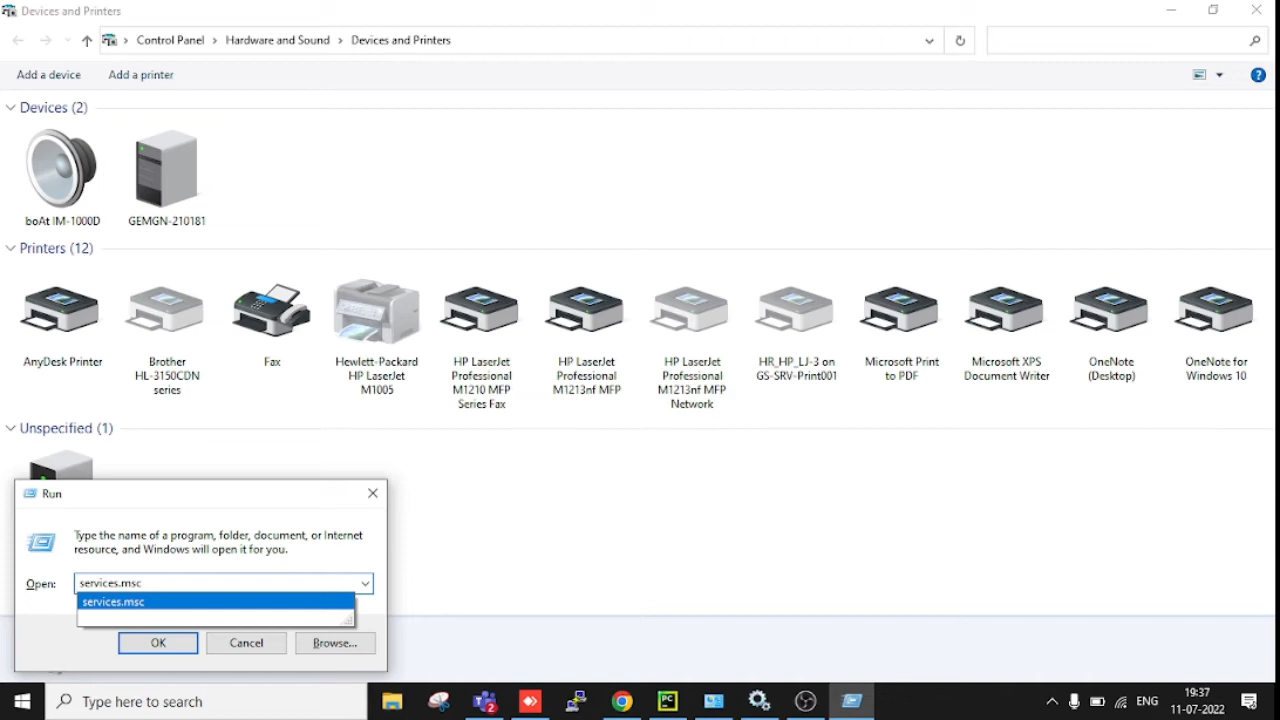 Devices and Printers
Control Panel > Hardware and Sound > Devices and Printers
Add a device Add a printer
Devices (2)
boAt IM-1000D
GEMGN-210181
Printers (12)
AnyDesk Printer
Brother
HL-3150CDN
series
Fax
Hewlett-Packard
HP LaserJet
M1005
HP LaserJet
Professional
M1210 MFP
Series Fax
HP LaserJet
Professional
M1213nf MFP
HP LaserJet
Professional
M1213nf MFP
Network
HR_HP_LJ-3 on
GS-SRV-Print001
Microsoft Print
to PDF
Microsoft XPS
Document Writer
OneNote
(Desktop)
OneNote for
Windows 10
Unspecified (1)
Run
Type the name of a program, folder, document, or Internet
resource, and Windows will open it for you.
Open: services.msc
services.msc
OK Cancel Browse...
Type here to search
2
PC
ENG
19:37
11-07-2022